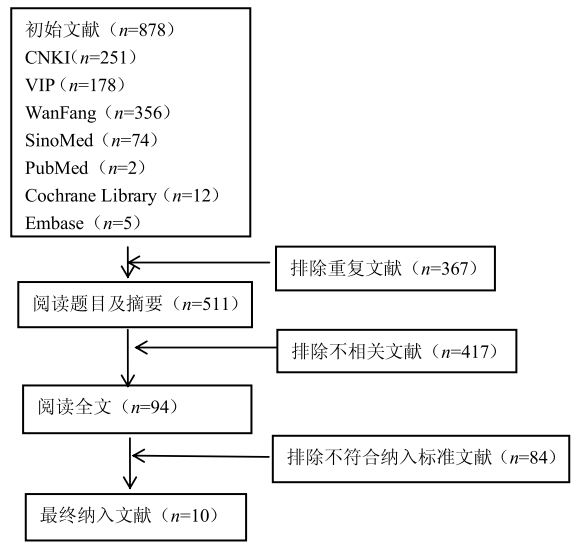 初始文献（n=878）
CNKI（n=251）
VIP（n=178）
WanFang（n=356）
SinoMed（n=74）
PubMed（n=2）
Cochrane Library（n=12）
Embase（n=5）
排除重复文献（n=367）
阅读题目及摘要（n=511）
排除不相关文献（n=417）
阅读全文（n=94）
排除不符合纳入标准文献（n=84）
最终纳入文献（n=10）